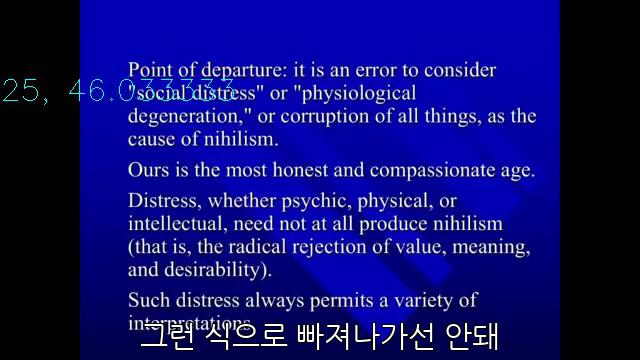 Point of departure: it is an error to consider
25, 46.033333
"social distress" or "physiological
degeneration," or corruption of all things, as the
cause of nihilism.
Ours is the most honest and compassionate age.
Distress, whether psychic, physical, or
intellectual, need not at all produce nihilism
(that is, the radical rejection of value, meaning,
and desirability).
Such distress always permits a variety of
interpretations.
그런 식으로 빠져나가선 안돼